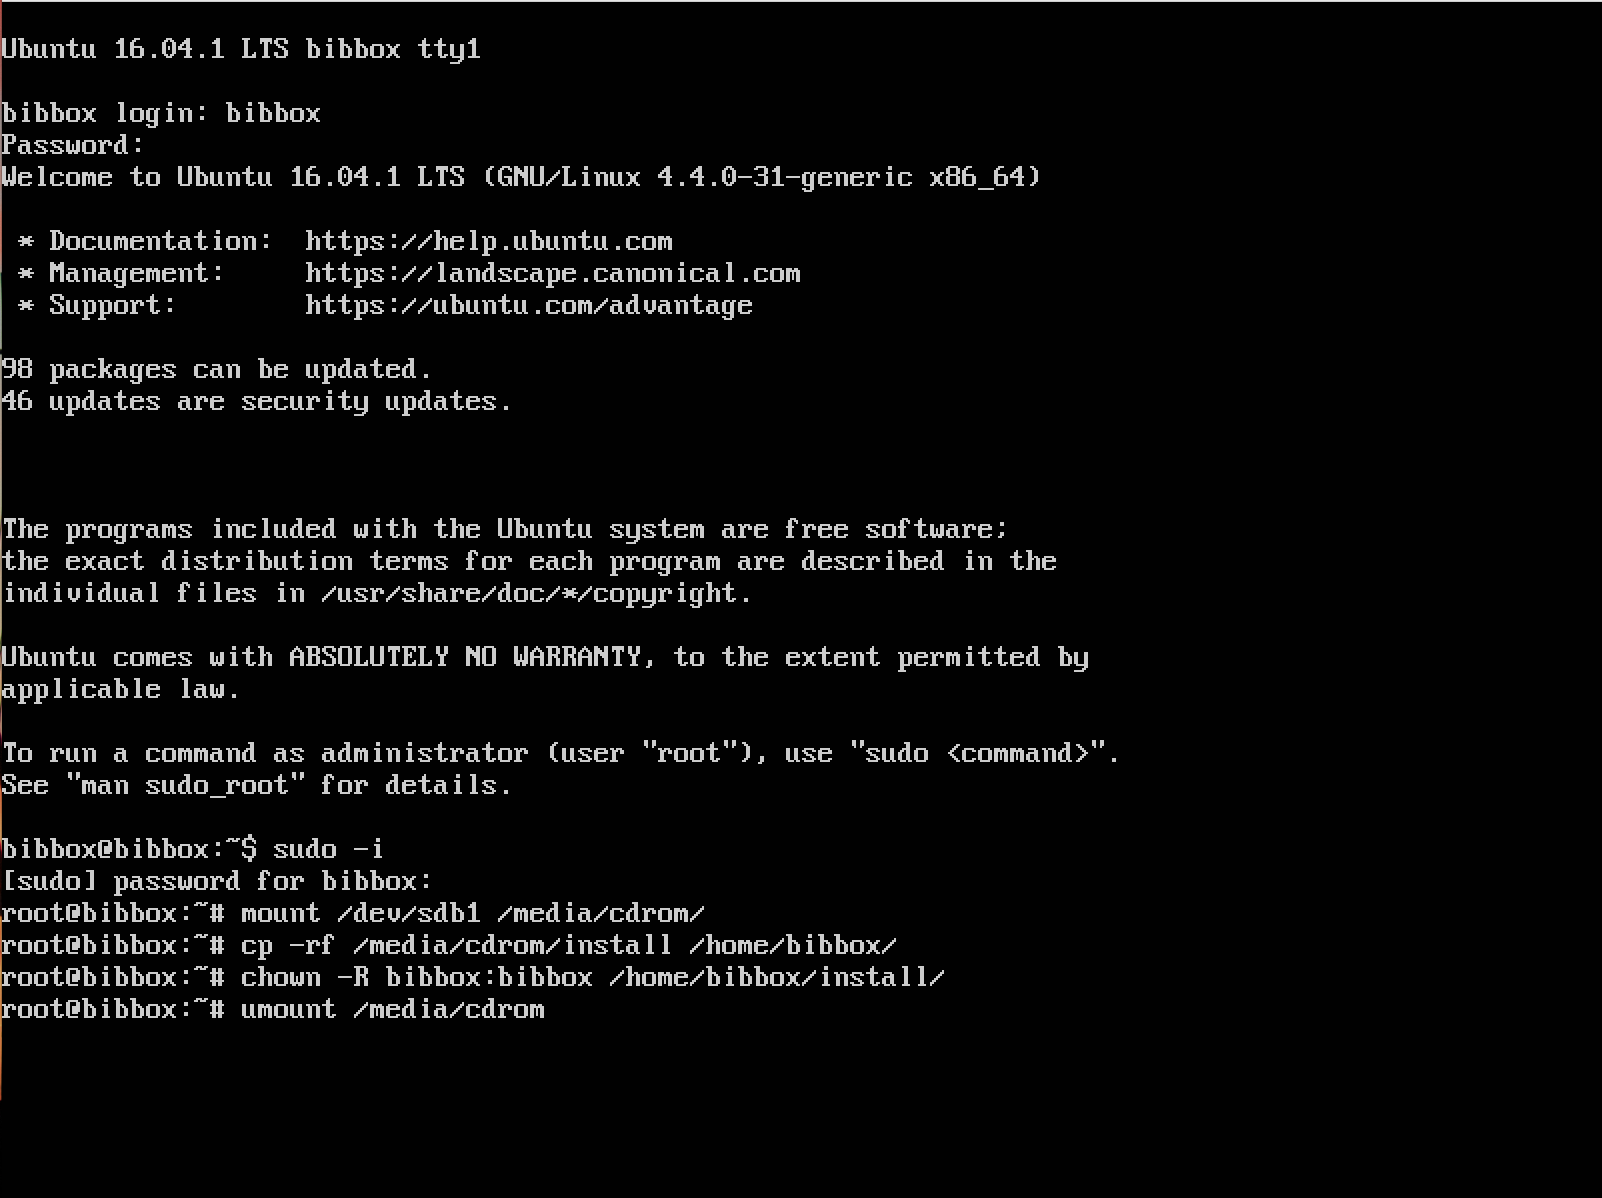 Ubuntu 16.04.1 LTS bibbox tty1
bibbox login: bibbox
Password:
Welcome to Ubuntu 16.04.1 LTS (GNU/Linux 4.4.0-31-generic x86_64)
* Documentation:  https://help.ubuntu.com
* Management:     https://landscape.canonical.com
* Support:        https://ubuntu.com/advantage
98 packages can be updated.
46 updates are security updates.
The programs included with the Ubuntu system are free software;
the exact distribution terms for each program are described in the
individual files in /usr/share/doc/*/copyright.
Ubuntu comes with ABSOLUTELY NO WARRANTY, to the extent permitted by
applicable law.
To run a command as administrator (user "root"), use "sudo <command>".
See "man sudo_root" for details.
bibbox@bibbox:~$ sudo -i
[sudo] password for bibbox:
root@bibbox:~# mount /dev/sdb1 /media/cdrom/
root@bibbox:~# cp -rf /media/cdrom/install /home/bibbox/
root@bibbox:~# chown -R bibbox:bibbox /home/bibbox/install/
root@bibbox:~# umount /media/cdrom